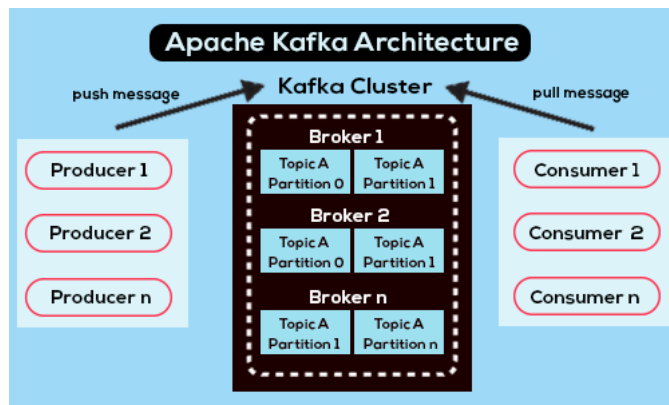 Apache Kafka Architecture
push message
Kafka Cluster
pull message
Producer 1
Producer 2
Producer n
Broker 1
Topic A
Partition 0
Topic A
Partition 1
Broker 2
Topic A
Partition 0
Topic A
Partition 1
Broker n
Topic A
Partition 1
Topic A
Partition n
Consumer 1
Consumer 2
Consumer n